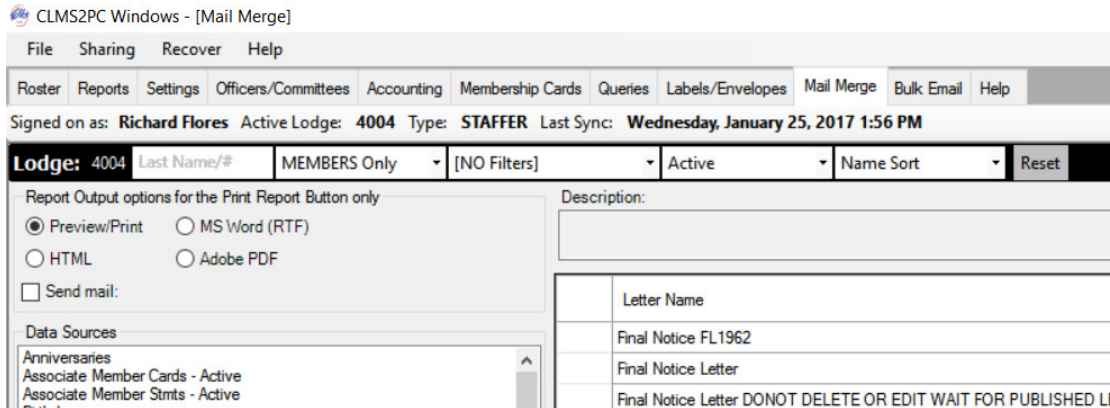 CLMS2PC Windows - [Mail Merge]
File Sharing Recover Help
Roster Reports Settings Officers/Committees Accounting Membership Cards Queries Labels/Envelopes Mail Merge Bulk Email Help
Signed on as: Richard Flores Active Lodge: 4004 Type: STAFFER Last Sync: Wednesday, January 25, 2017 1:56 PM
Lodge: 4004 Last Name/# MEMBERS Only [NO Filters] Active Name Sort Reset
Report Output options for the Print Report Button only
Preview/Print MS Word (RTF)
HTML Adobe PDF
Send mail:
Data Sources
Anniversaries
Associate Member Cards - Active
Associate Member Stmts - Active
Description:
Letter Name
Final Notice FL1962
Final Notice Letter
Final Notice Letter DONOT DELETE OR EDIT WAIT FOR PUBLISHED